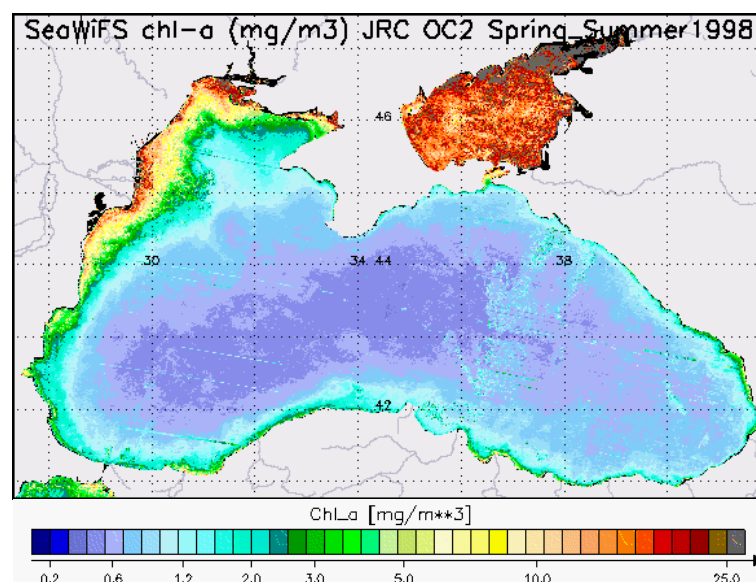 SeaWiFS chl-a (mg/m3) JRC OC2 Spring_Summer1998
46
30 34 44 38
42
Chl_a [mg/m**3]
0.2 0.6 1.2 2.0 3.0 5.0 10.0 25.0